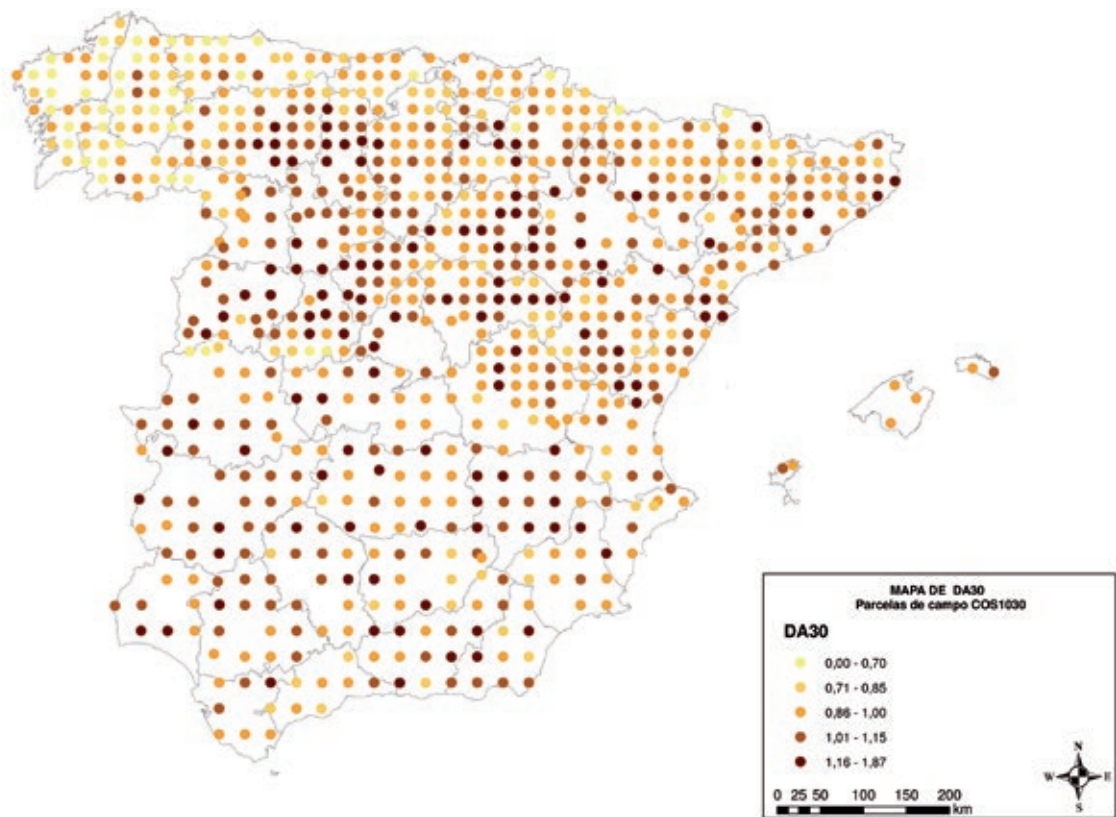 MAPA DE DA30
Parcelas de campo COS1030
DA30
0,00 - 0,70
0,71 - 0,85
0,86 - 1,00
1,01 - 1,15
1,16 - 1,87
N
W E
S
0 25 50 100 150 200
km